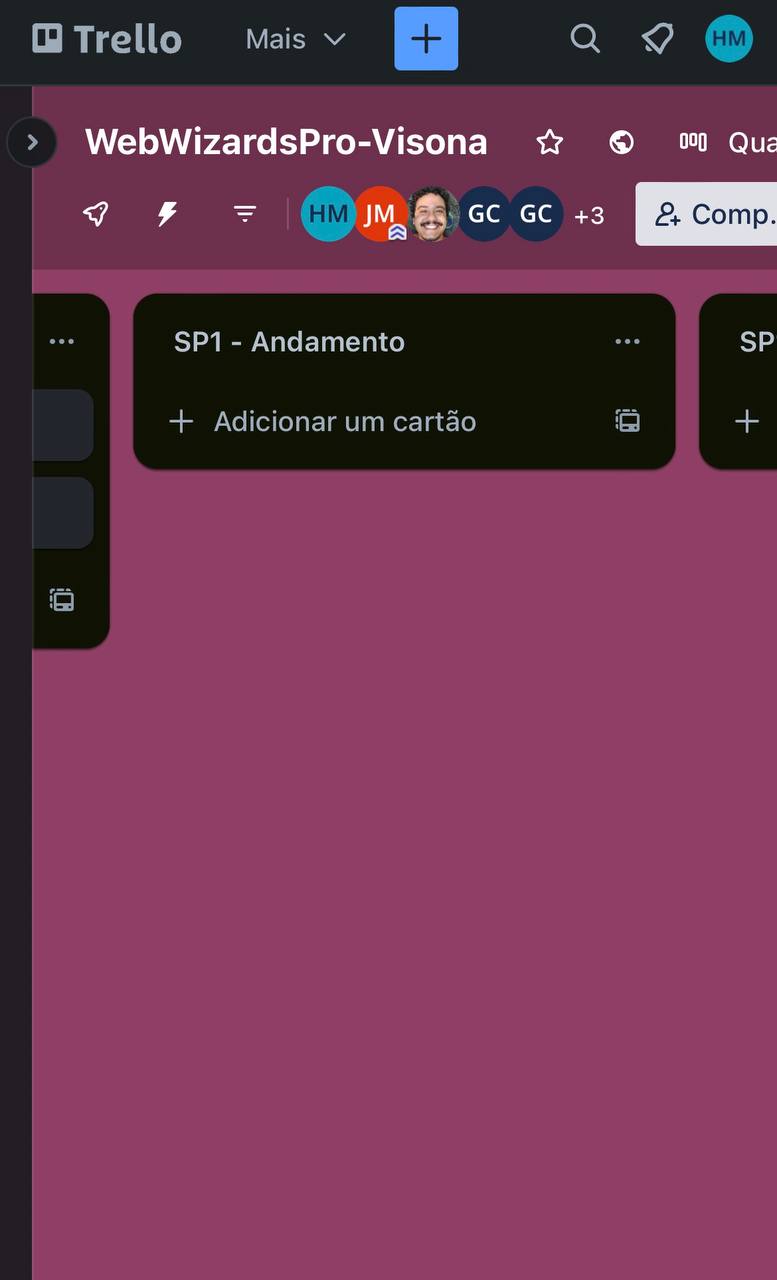 Trello Mais HM
WebWizardsPro-Visona Qua
HM JM GC GC +3 Comp.
SP1 - Andamento
Adicionar um cartão
SP